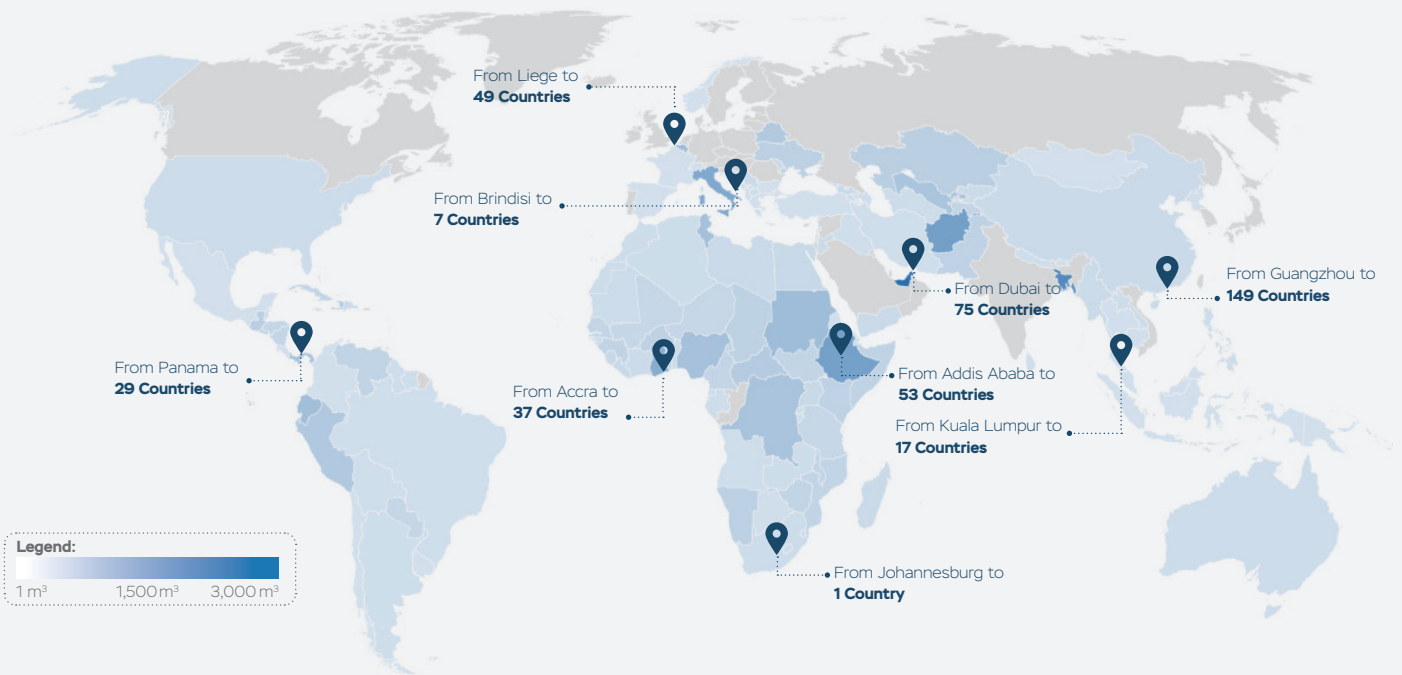 From Liege to
49 Countries
From Brindisi to
7 Countries
From Guangzhou to
149 Countries
From Dubai to
75 Countries
From Panama to
29 Countries
From Accra to
37 Countries
From Addis Ababa to
53 Countries
From Kuala Lumpur to
17 Countries
Legend:
1 m³ 1,500 m³ 3,000 m³
From Johannesburg to
1 Country